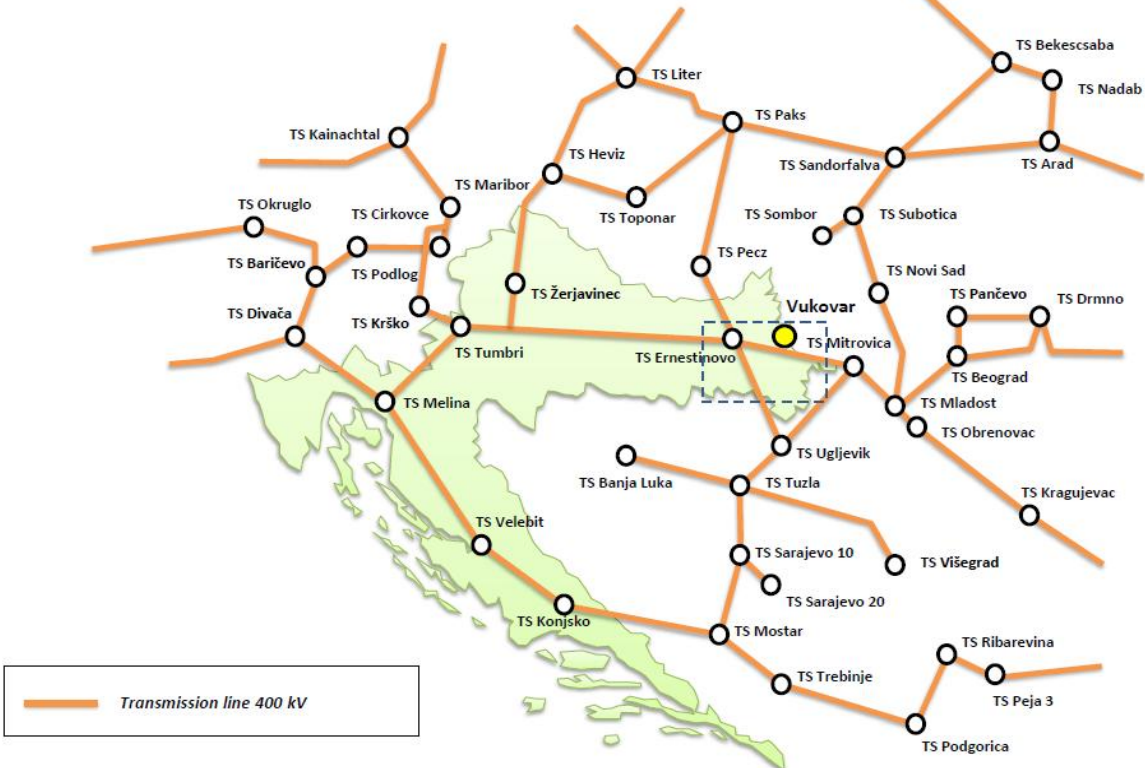 TS Bekescsaba
TS Liter
TS Nadab
TS Paks
TS Kainachtal
TS Heviz
TS Sandorfalva
TS Arad
TS Maribor
TS Okruglo
TS Cirkovce
TS Toponar
TS Sombor
TS Subotica
TS Pecz
TS Baričevo
TS Podlog
TS Novi Sad
TS Žerjavinec
TS Pančevo
TS Drmno
Vukovar
TS Divača
TS Krško
TS Mitrovica
TS Tumbri
TS Ernestinovo
TS Beograd
TS Melina
TS Mladost
TS Obrenovac
TS Ugljevik
TS Banja Luka
TS Tuzla
TS Kragujevac
TS Velebit
TS Sarajevo 10
TS Višegrad
TS Sarajevo 20
TS Konjsko
TS Mostar
TS Ribarevina
TS Trebinje
TS Peja 3
Transmission line 400 kV
TS Podgorica